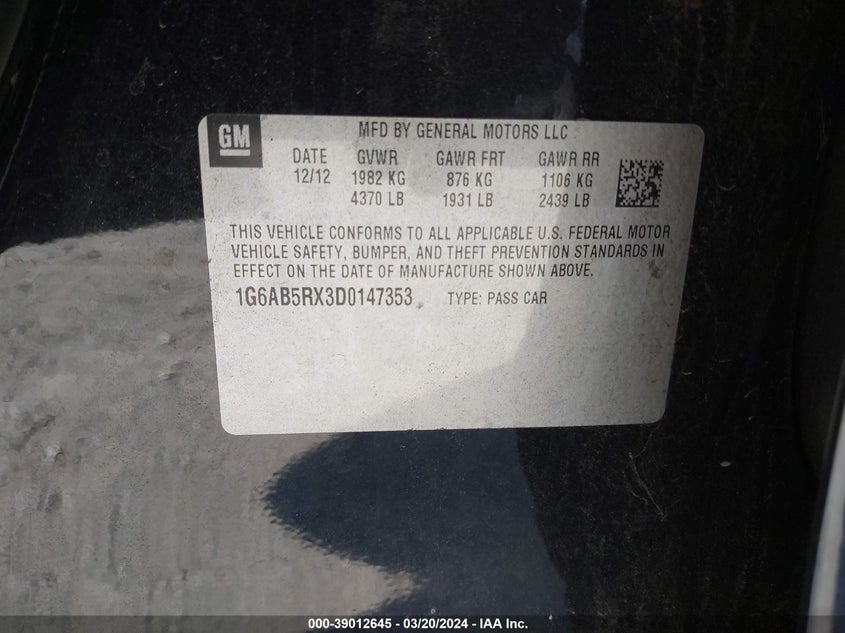 GM
MFD BY GENERAL MOTORS LLC
DATE GVWR GAWR FRT GAWR RR
12/12 1982 KG 876 KG 1106 KG
4370 LB 1931 LB 2439 LB
THIS VEHICLE CONFORMS TO ALL APPLICABLE U.S. FEDERAL MOTOR
VEHICLE SAFETY, BUMPER, AND THEFT PREVENTION STANDARDS IN
EFFECT ON THE DATE OF MANUFACTURE SHOWN ABOVE.
1G6AB5RX3D0147353 TYPE: PASS CAR
000-39012645 - 03/20/2024 - IAA Inc.